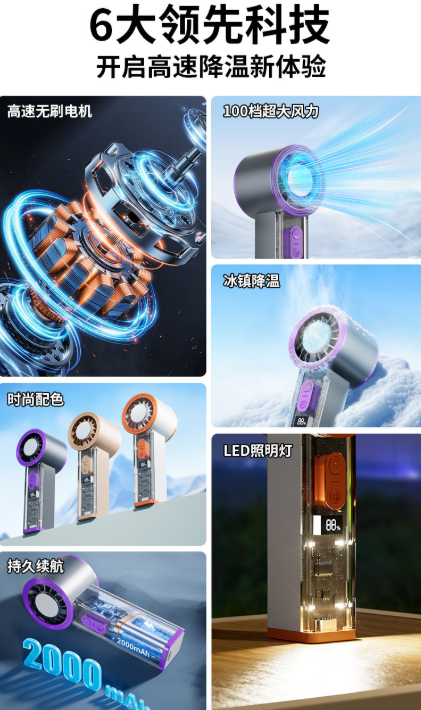 6大领先科技
开启高速降温新体验
高速无刷电机
100档超大风力
冰镇降温
时尚配色
LED照明灯
88%
持久续航
2000mAh
2000 mAh